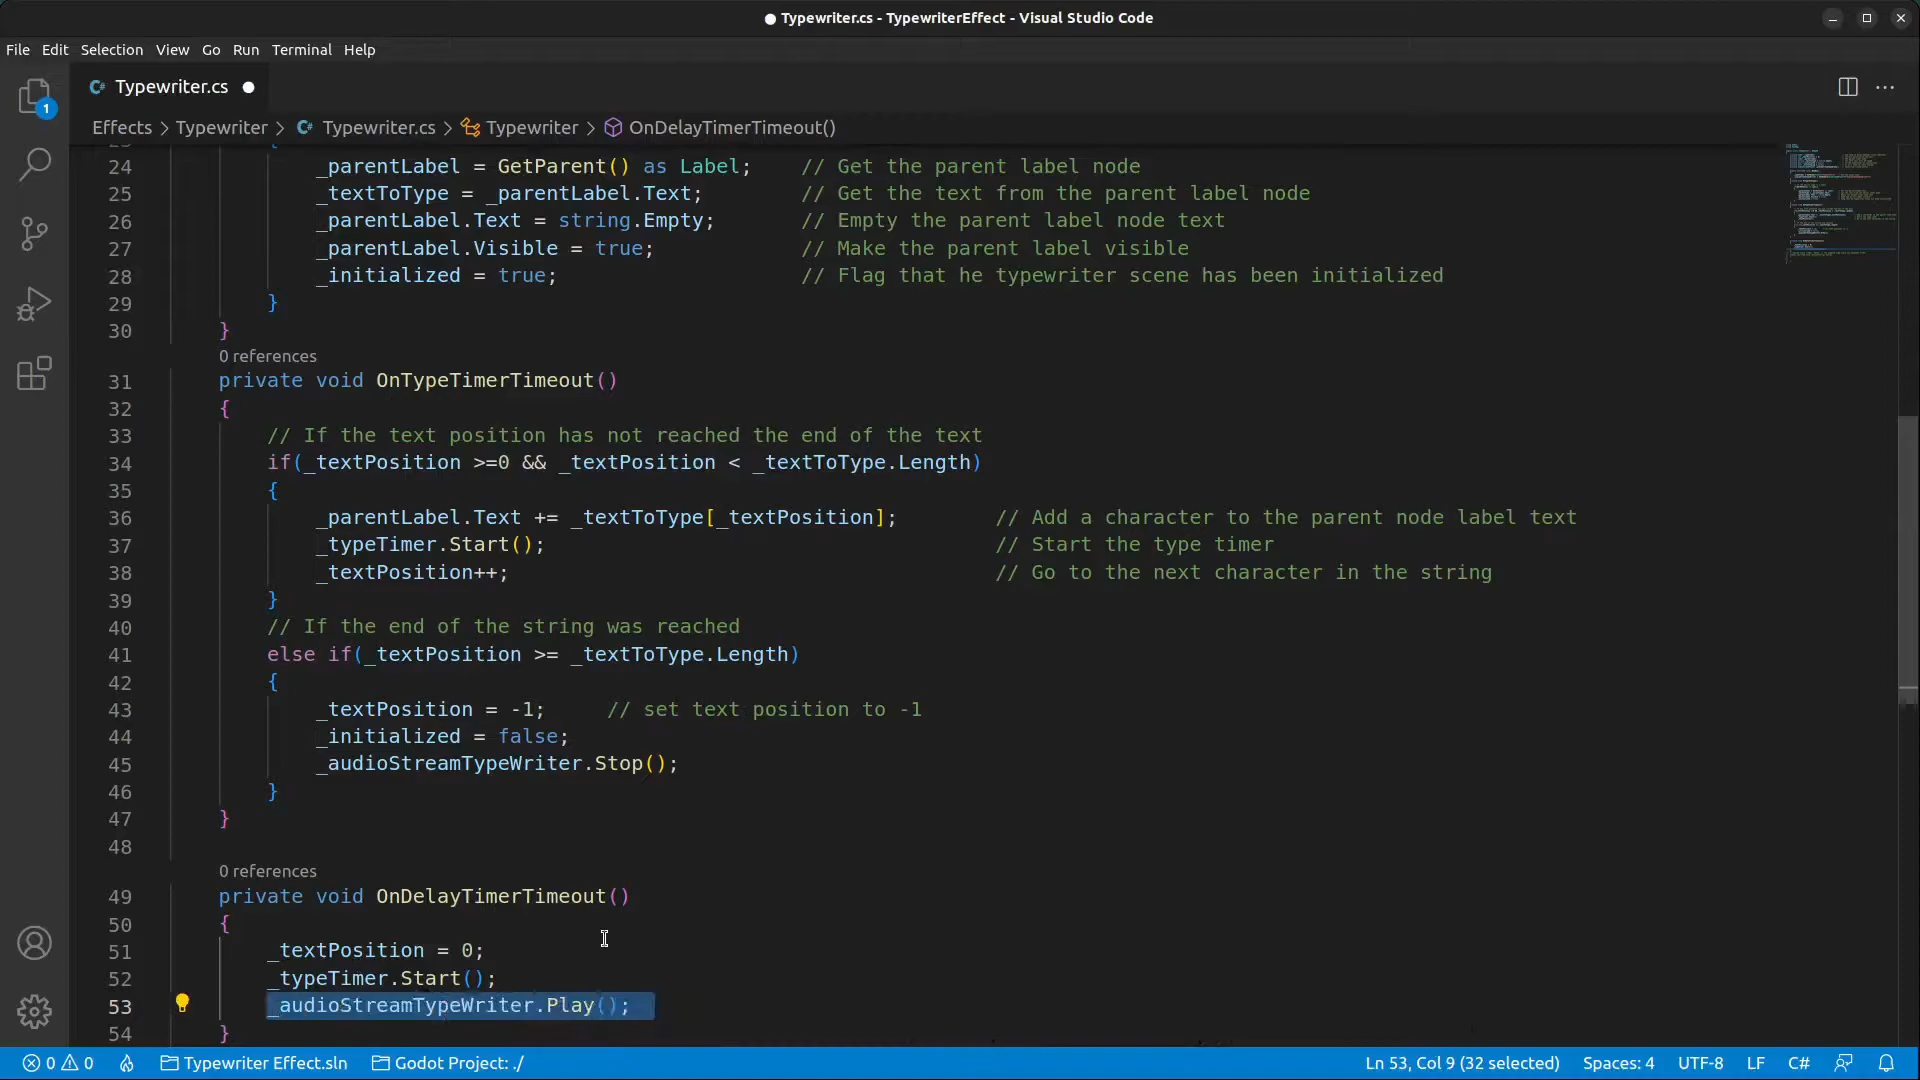 Typewriter.cs - TypewriterEffect - Visual Studio Code
File Edit Selection View Go Run Terminal Help
1
C# Typewriter.cs
Effects > Typewriter > C# Typewriter.cs > Typewriter > OnDelayTimerTimeout()
{
24 _parentLabel = GetParent() as Label; // Get the parent label node
25 _textToType = _parentLabel.Text; // Get the text from the parent label node
26 _parentLabel.Text = string.Empty; // Empty the parent label node text
27 _parentLabel.Visible = true; // Make the parent label visible
28 _initialized = true; // Flag that he typewriter scene has been initialized
29 }
30 }
0 references
31 private void OnTypeTimerTimeout()
32 {
33 // If the text position has not reached the end of the text
34 if(_textPosition >=0 && _textPosition < _textToType.Length)
35 {
36 _parentLabel.Text += _textToType[_textPosition]; // Add a character to the parent node label text
37 _typeTimer.Start(); // Start the type timer
38 _textPosition++; // Go to the next character in the string
39 }
40 // If the end of the string was reached
41 else if(_textPosition >= _textToType.Length)
42 {
43 _textPosition = -1; // set text position to -1
44 _initialized = false;
45 _audioStreamTypeWriter.Stop();
46 }
47 }
48
0 references
49 private void OnDelayTimerTimeout()
50 {
51 _textPosition = 0;
52 _typeTimer.Start();
53 _audioStreamTypeWriter.Play();
54 }
0 0 Typewriter Effect.sln Godot Project: ./ Ln 53, Col 9 (32 selected) Spaces: 4 UTF-8 LF C#